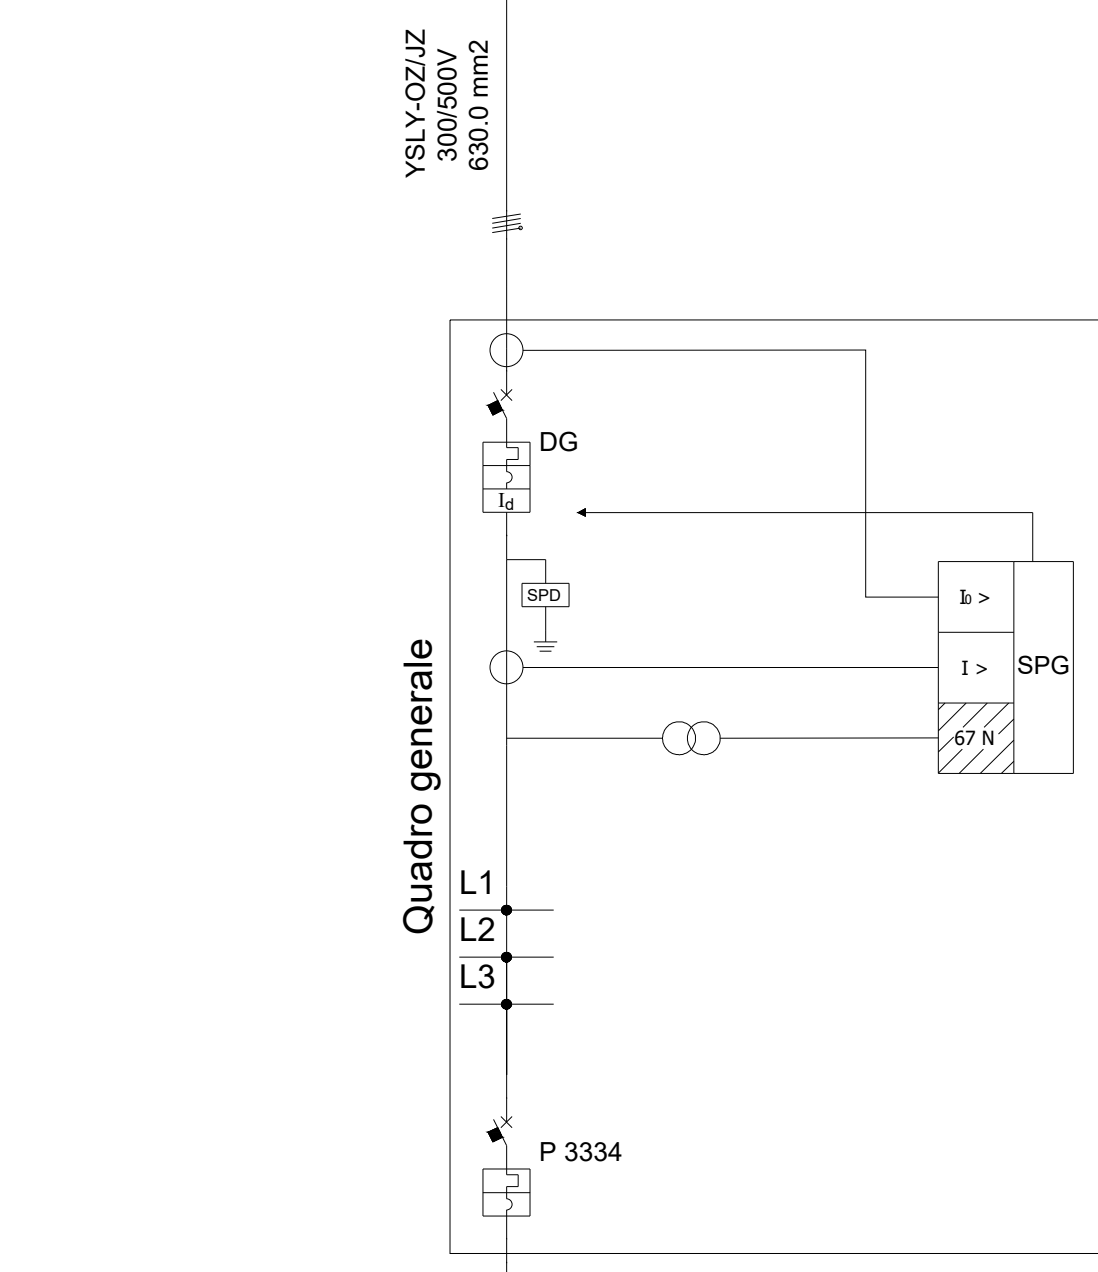 YSLY-OZ/JZ
300/500V
630.0 mm2
DG
Id
SPD
I0 >
I >
SPG
67 N
Quadro generale
L1
L2
L3
P 3334